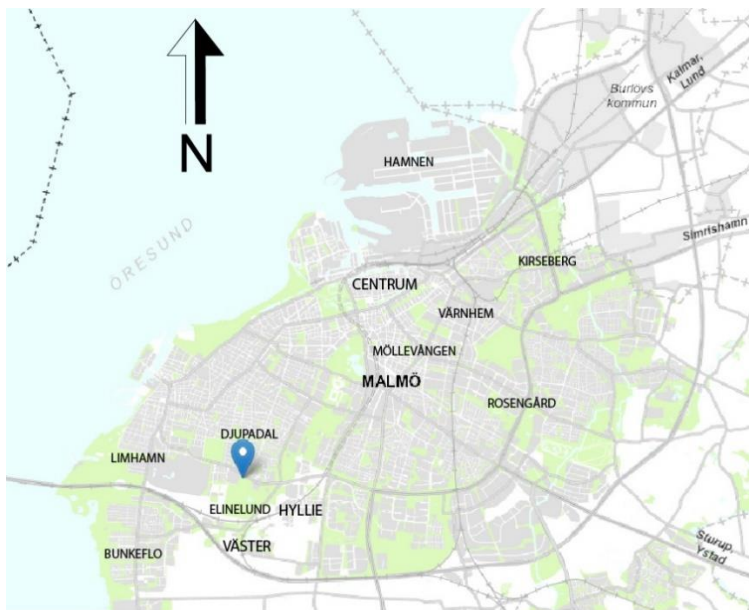 N
HAMNEN
Burlövs
kommun
Kalmar,
Lund
ÖRESUND
Simrishamn
KIRSEBERG
CENTRUM
VÄRNHEM
MÖLLEVÅNGEN
MALMÖ
ROSENGÅRD
DJUPADAL
LIMHAMN
ELINELUND
HYLLIE
BUNKEFLO
VÄSTER
Sturup,
Ystad